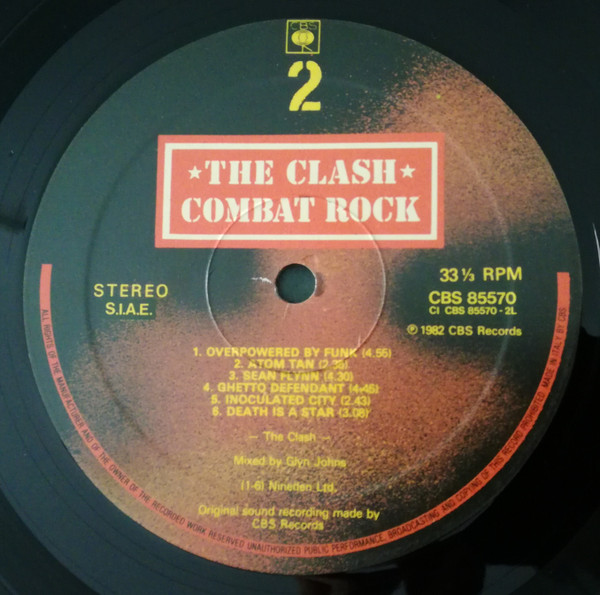 CBS
2
★THE CLASH★
COMBAT ROCK
STEREO
S.I.A.E.
33 ⅓ RPM
CBS 85570
CI CBS 85570-2L
℗ 1982 CBS Records
1. OVERPOWERED BY FUNK (4.55)
2. ATOM TAN (2.33)
3. SEAN FLYNN (4.30)
4. GHETTO DEFENDANT (4-45)
5. INOCULATED CITY (2.43)
6. DEATH IS A STAR (3.08)
— The Clash —
Mixed by Glyn Johns
(1-6) Nineden Ltd.
Original sound recording made by
CBS Records
ALL RIGHTS OF THE MANUFACTURER AND OF THE OWNER OF THE RECORDED WORK RESERVED UNAUTHORIZED PUBLIC PERFORMANCE, BROADCASTING AND COPYING OF THIS RECORD PROHIBITED. MADE IN ITALY BY CBS